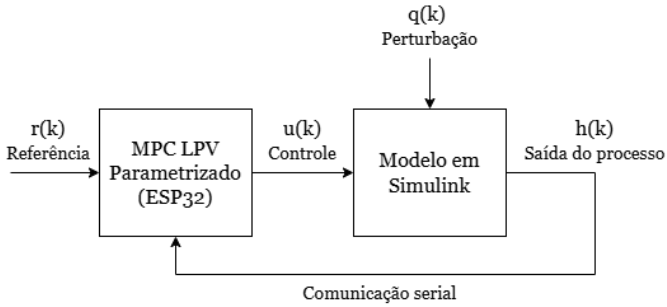 q(k)
Perturbação
r(k)
Referência
MPC LPV
Parametrizado
(ESP32)
u(k)
Controle
Modelo em
Simulink
h(k)
Saída do processo
Comunicação serial